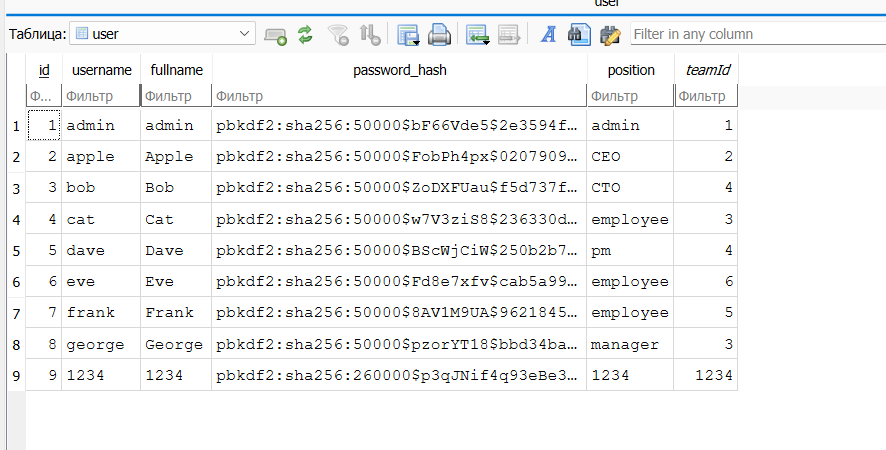 user
Таблица: user Filter in any column
id username fullname password_hash position teamId
Ф... Фильтр Фильтр Фильтр Фильтр Фильтр
1 1 admin admin pbkdf2:sha256:50000$bF66Vde5$2e3594f... admin 1
2 2 apple Apple pbkdf2:sha256:50000$FobPh4px$0207909... CEO 2
3 3 bob Bob pbkdf2:sha256:50000$ZoDXFUau$f5d737f... CTO 4
4 4 cat Cat pbkdf2:sha256:50000$w7V3ziS8$236330d... employee 3
5 5 dave Dave pbkdf2:sha256:50000$BScWjCiW$250b2b7... pm 4
6 6 eve Eve pbkdf2:sha256:50000$Fd8e7xfv$cab5a99... employee 6
7 7 frank Frank pbkdf2:sha256:50000$8AV1M9UA$9621845... employee 5
8 8 george George pbkdf2:sha256:50000$pzorYT18$bbd34ba... manager 3
9 9 1234 1234 pbkdf2:sha256:260000$p3qJNif4q93eBe3... 1234 1234